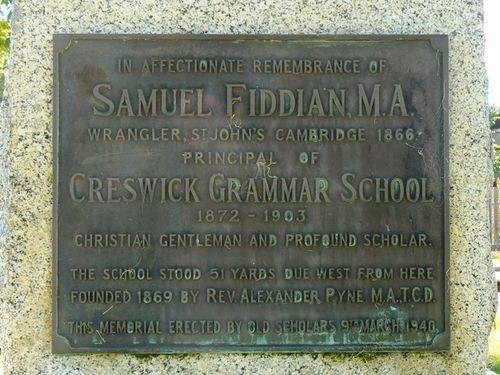 IN AFFECTIONATE REMEMBRANCE OF
SAMUEL FIDDIAN, M.A.
WRANGLER, ST JOHN'S CAMBRIDGE 1866.
PRINCIPAL OF
CRESWICK GRAMMAR SCHOOL
1872 - 1903
CHRISTIAN GENTLEMAN AND PROFOUND SCHOLAR.
THE SCHOOL STOOD 51 YARDS DUE WEST FROM HERE
FOUNDED 1869 BY REV. ALEXANDER PYNE M.A., T.C.D.
THIS MEMORIAL ERECTED BY OLD SCHOLARS 9TH MARCH, 1940.